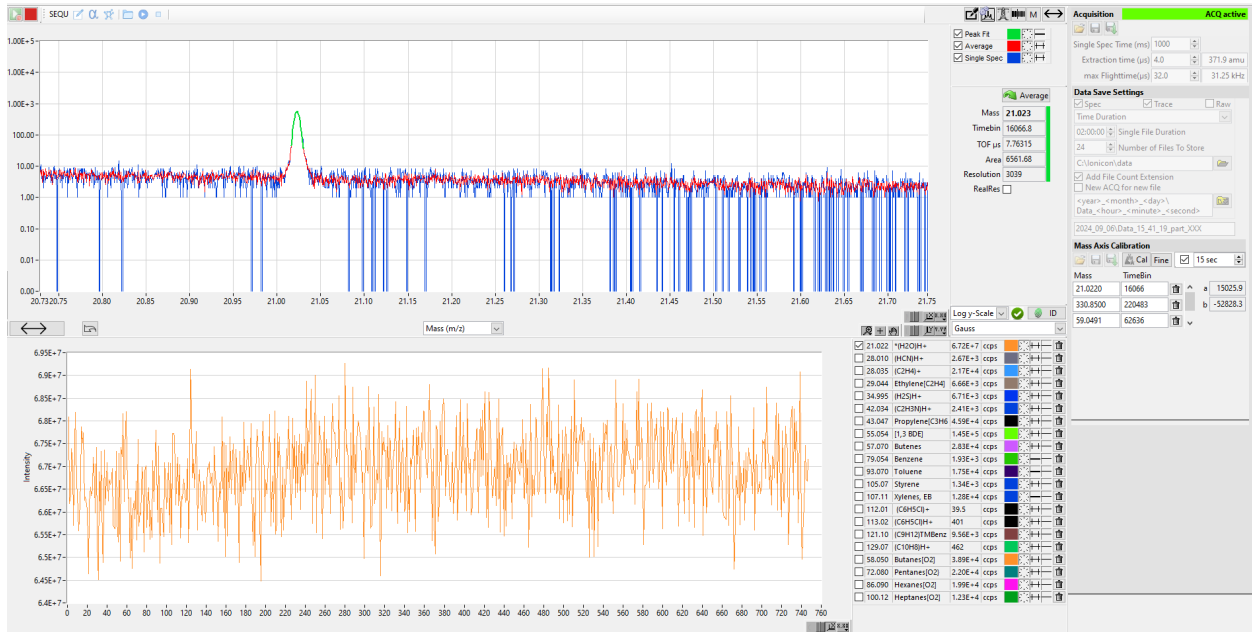 SEQU
M
1.00E+5
1.00E+4
1.00E+3
100.00
10.00
1.00
0.10
0.01
0.00
20.73 20.75 20.80 20.85 20.90 20.95 21.00 21.05 21.10 21.15 21.20 21.25 21.30 21.35 21.40 21.45 21.50 21.55 21.60 21.65 21.70 21.75
Peak Fit
Average
Single Spec
Average
Mass 21.023
Timebin 16066.8
TOF µs 7.76315
Area 6561.68
Resolution 3039
RealRes
Log y-Scale ID
Mass (m/z)
Gauss
Intensity
6.95E+7
6.9E+7
6.85E+7
6.8E+7
6.75E+7
6.7E+7
6.65E+7
6.6E+7
6.55E+7
6.5E+7
6.45E+7
6.4E+7
0 20 40 60 80 100 120 140 160 180 200 220 240 260 280 300 320 340 360 380 400 420 440 460 480 500 520 540 560 580 600 620 640 660 680 700 720 740 760
21.022 *(H2O)H+ 6.72E+7 ccps
28.010 (HCN)H+ 2.67E+3 ccps
28.035 (C2H4)+ 2.17E+4 ccps
29.044 Ethylene[C2H4] 6.66E+3 ccps
34.995 (H2S)H+ 6.71E+3 ccps
42.034 (C2H3N)H+ 2.41E+3 ccps
43.047 Propylene[C3H6 4.59E+4 ccps
55.054 [1,3 BDE] 1.45E+5 ccps
57.070 Butenes 2.83E+4 ccps
79.054 Benzene 1.93E+3 ccps
93.070 Toluene 1.75E+4 ccps
105.07 Styrene 1.34E+3 ccps
107.11 Xylenes, EB 1.28E+4 ccps
112.01 (C6H5Cl)+ 39.5 ccps
113.02 (C6H5Cl)H+ 401 ccps
121.10 (C9H12)TMBenz 9.56E+3 ccps
129.07 (C10H8)H+ 462 ccps
58.050 Butanes[O2] 3.89E+4 ccps
72.080 Pentanes[O2] 2.20E+4 ccps
86.090 Hexanes[O2] 1.99E+4 ccps
100.12 Heptanes[O2] 1.23E+4 ccps
Acquisition ACQ active
Single Spec Time (ms) 1000
Extraction time (µs) 4.0 371.9 amu
max Flighttime(µs) 32.0 31.25 kHz
Data Save Settings
Spec Trace Raw
Time Duration
02:00:00 Single File Duration
24 Number of Files To Store
C:\Ionicon\data
Add File Count Extension
New ACQ for new file
<year>_<month>_<day>\
Data_<hour>_<minute>_<second>
2024_09_06\Data_15_41_19_part_XXX
Mass Axis Calibration
Cal Fine 15 sec
Mass TimeBin
21.0220 16066 a 15025.9
330.8500 220483 b -52828.3
59.0491 62636